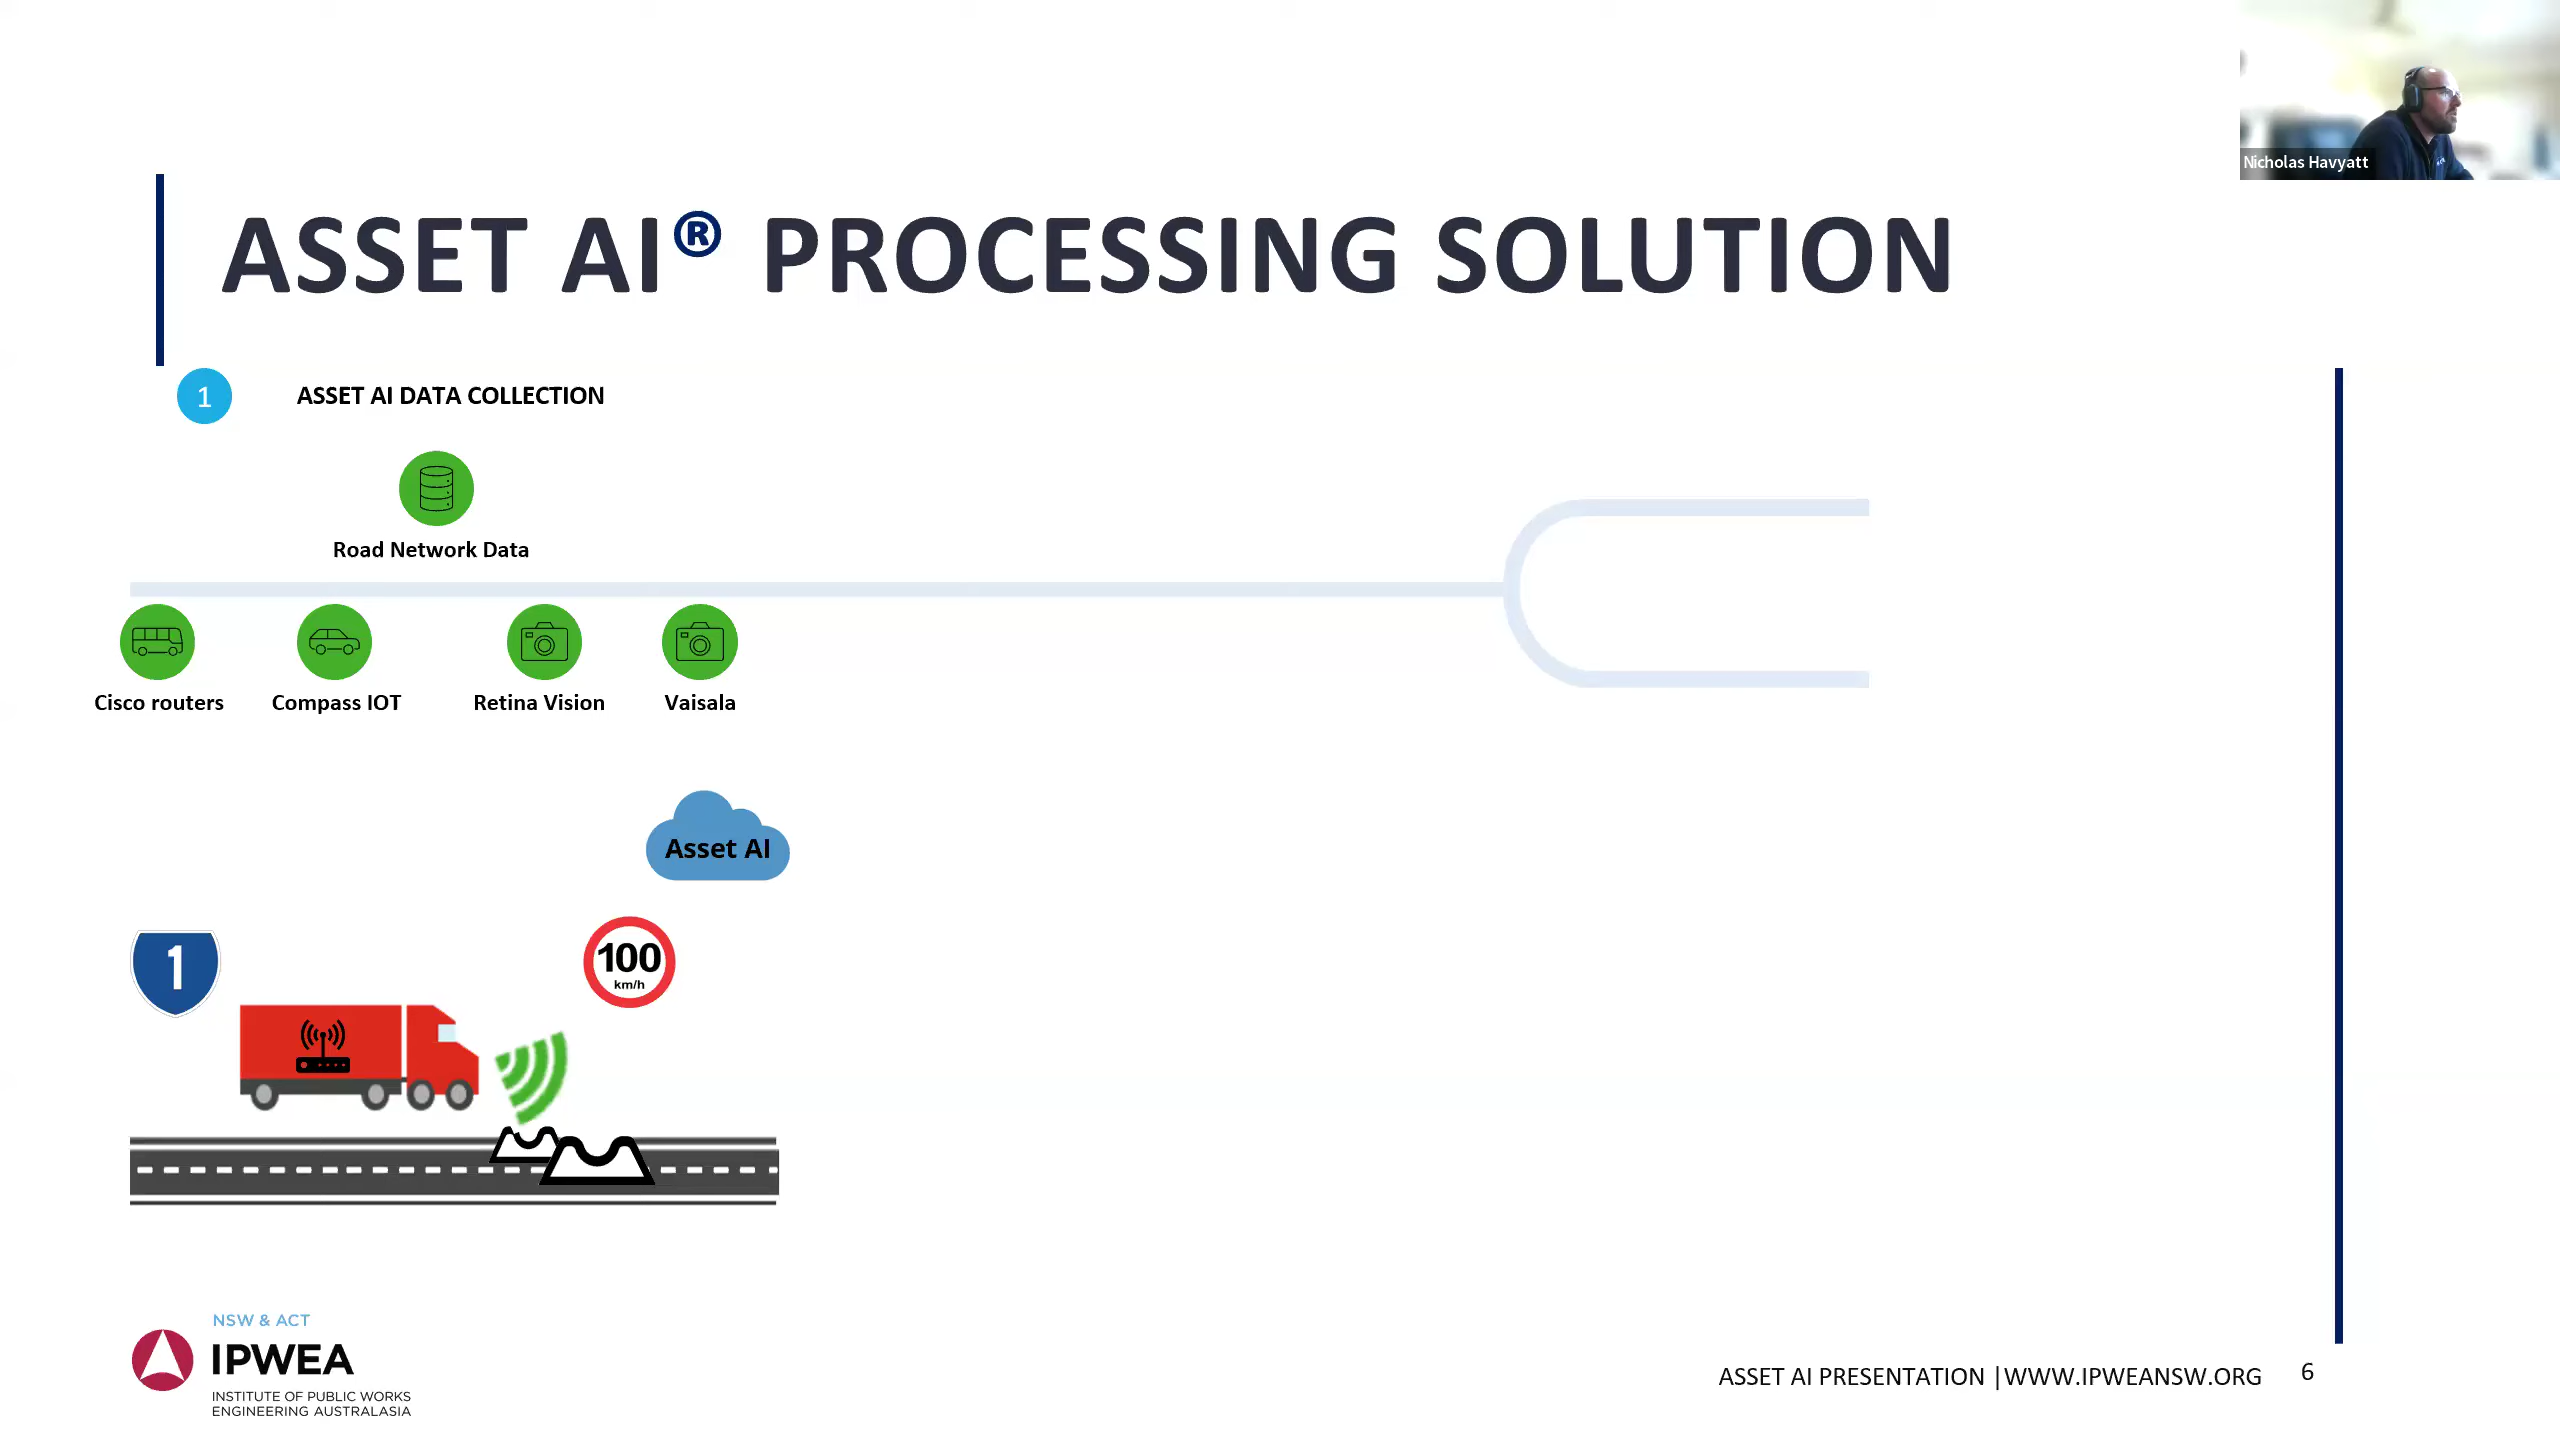 Nicholas Havyatt
ASSET AI® PROCESSING SOLUTION
1
ASSET AI DATA COLLECTION
Road Network Data
Cisco routers
Compass IOT
Retina Vision
Vaisala
Asset AI
1
100
km/h
NSW & ACT
IPWEA
INSTITUTE OF PUBLIC WORKS
ENGINEERING AUSTRALASIA
ASSET AI PRESENTATION |WWW.IPWEANSW.ORG
6